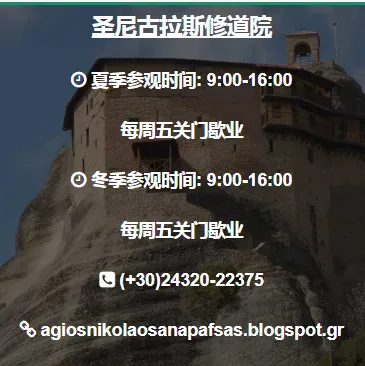 圣尼古拉斯修道院
夏季参观时间: 9:00-16:00
每周五关门歇业
冬季参观时间: 9:00-16:00
每周五关门歇业
(+30)24320-22375
agiosnikolaosanapafsas.blogspot.gr